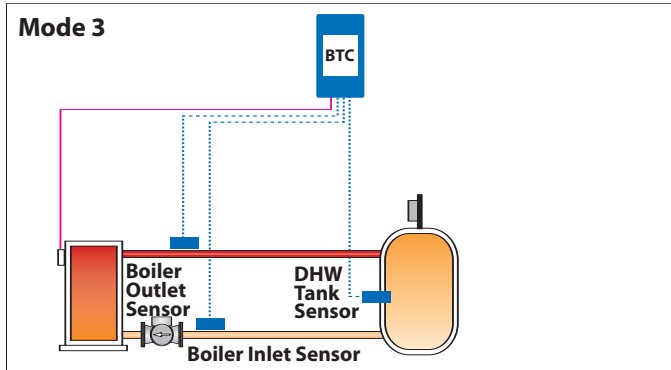 Mode 3
BTC
Boiler
Outlet
Sensor
DHW
Tank
Sensor
Boiler Inlet Sensor